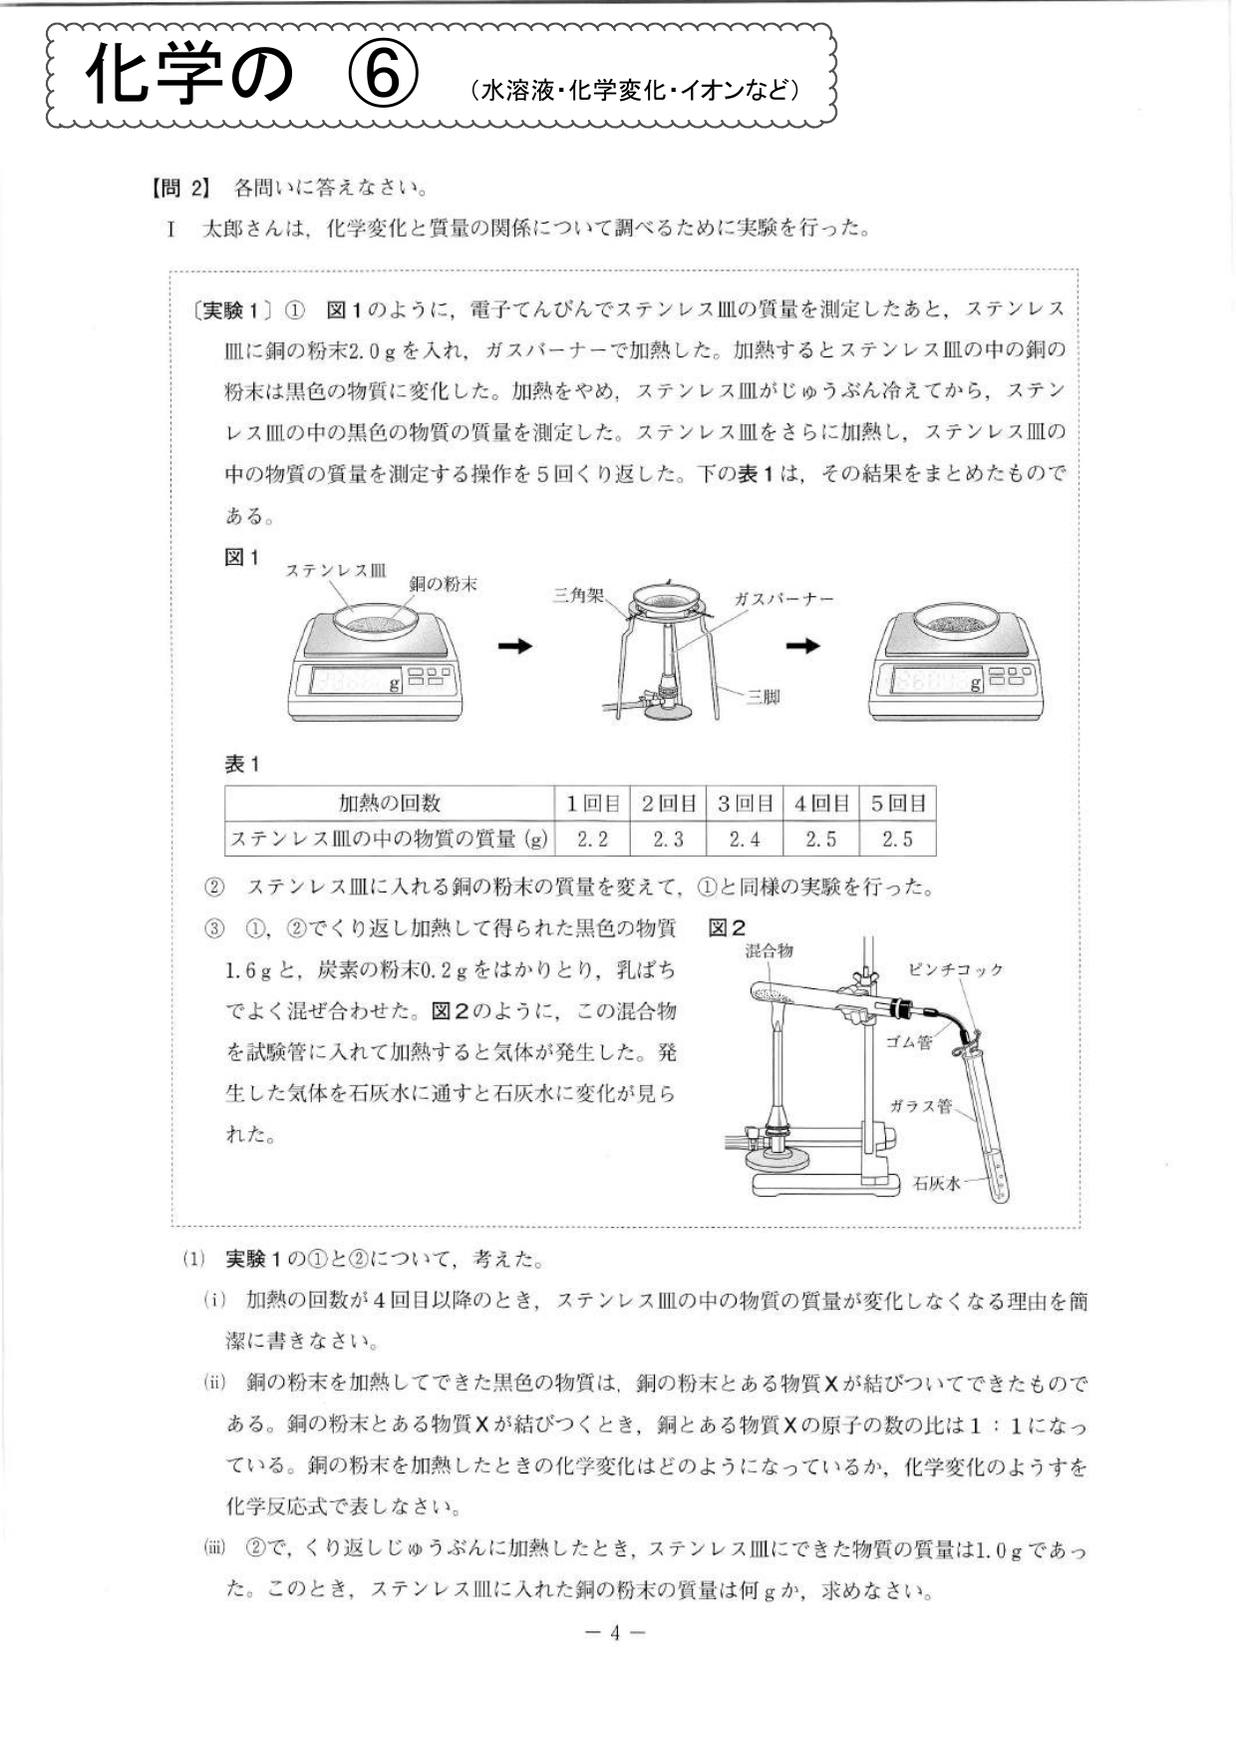 化学の ⑥ （水溶液・化学変化・イオンなど）
【問 2】 各問いに答えなさい。
Ⅰ 太郎さんは，化学変化と質量の関係について調べるために実験を行った。
〔実験1〕① 図1のように，電子てんびんでステンレス皿の質量を測定したあと，ステンレス
皿に銅の粉末2.0gを入れ，ガスバーナーで加熱した。加熱するとステンレス皿の中の銅の
粉末は黒色の物質に変化した。加熱をやめ，ステンレス皿がじゅうぶん冷えてから，ステン
レス皿の中の黒色の物質の質量を測定した。ステンレス皿をさらに加熱し，ステンレス皿の
中の物質の質量を測定する操作を5回くり返した。下の表1は，その結果をまとめたもので
ある。
図1
ステンレス皿
銅の粉末
三角架
ガスバーナー
三脚
g
g
表1
加熱の回数 1回目 2回目 3回目 4回目 5回目
ステンレス皿の中の物質の質量(g) 2.2 2.3 2.4 2.5 2.5
② ステンレス皿に入れる銅の粉末の質量を変えて，①と同様の実験を行った。
③ ①，②でくり返し加熱して得られた黒色の物質
1.6gと，炭素の粉末0.2gをはかりとり，乳ばち
でよく混ぜ合わせた。図2のように，この混合物
を試験管に入れて加熱すると気体が発生した。発
生した気体を石灰水に通すと石灰水に変化が見ら
れた。
図2
混合物
ピンチコック
ゴム管
ガラス管
石灰水
(1) 実験1の①と②について，考えた。
(i) 加熱の回数が4回目以降のとき，ステンレス皿の中の物質の質量が変化しなくなる理由を簡
潔に書きなさい。
(ii) 銅の粉末を加熱してできた黒色の物質は，銅の粉末とある物質Xが結びついてできたもので
ある。銅の粉末とある物質Xが結びつくとき，銅とある物質Xの原子の数の比は1：1になっ
ている。銅の粉末を加熱したときの化学変化はどのようになっているか，化学変化のようすを
化学反応式で表しなさい。
(iii) ②で，くり返しじゅうぶんに加熱したとき，ステンレス皿にできた物質の質量は1.0gであっ
た。このとき，ステンレス皿に入れた銅の粉末の質量は何gか，求めなさい。
－ 4 －